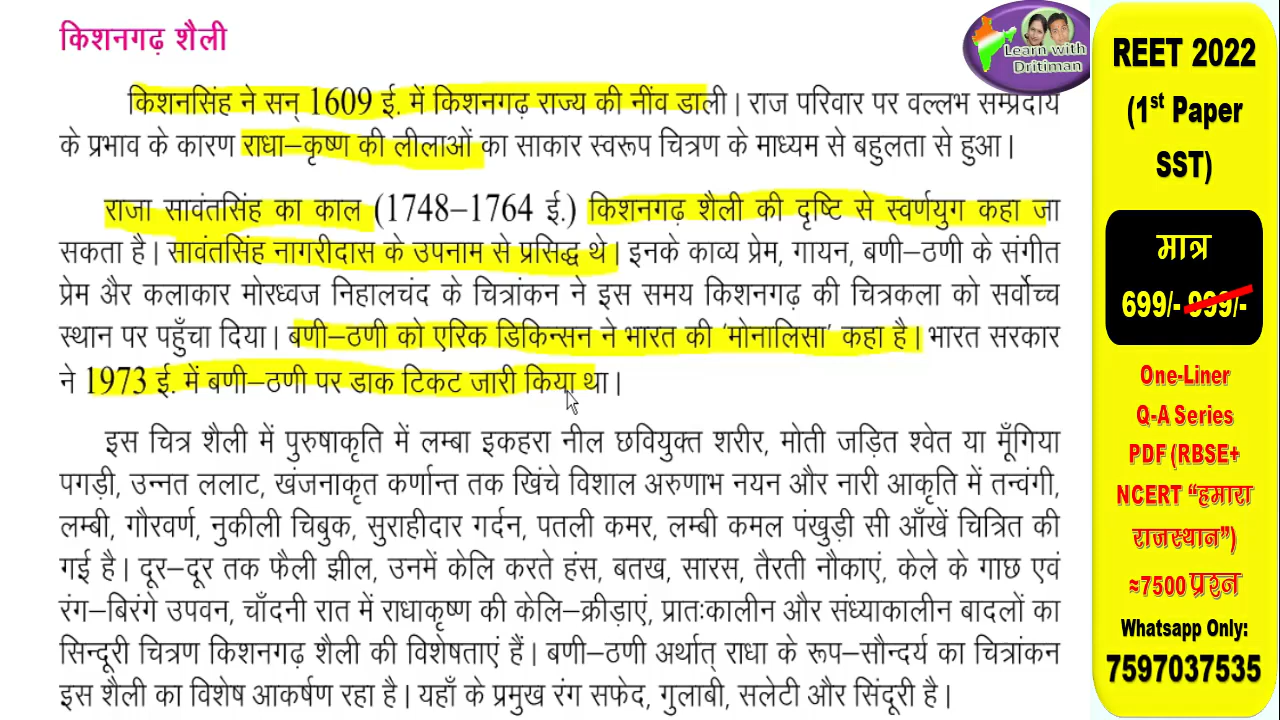 किशनगढ़ शैली
किशनसिंह ने सन् 1609 ई. में किशनगढ़ राज्य की नींव डाली। राज परिवार पर वल्लभ सम्प्रदाय
के प्रभाव के कारण राधा–कृष्ण की लीलाओं का साकार स्वरूप चित्रण के माध्यम से बहुलता से हुआ।
राजा सावंतसिंह का काल (1748–1764 ई.) किशनगढ़ शैली की दृष्टि से स्वर्णयुग कहा जा
सकता है। सावंतसिंह नागरीदास के उपनाम से प्रसिद्ध थे। इनके काव्य प्रेम, गायन, बणी–ठणी के संगीत
प्रेम और कलाकार मोरध्वज निहालचंद के चित्रांकन ने इस समय किशनगढ़ की चित्रकला को सर्वोच्च
स्थान पर पहुँचा दिया। बणी–ठणी को एरिक डिकिन्सन ने भारत की 'मोनालिसा' कहा है। भारत सरकार
ने 1973 ई. में बणी–ठणी पर डाक टिकट जारी किया था।
इस चित्र शैली में पुरुषाकृति में लम्बा इकहरा नील छवियुक्त शरीर, मोती जड़ित श्वेत या मूँगिया
पगड़ी, उन्नत ललाट, खंजनाकृत कर्णान्त तक खिंचे विशाल अरुणाभ नयन और नारी आकृति में तन्वंगी,
लम्बी, गौरवर्ण, नुकीली चिबुक, सुराहीदार गर्दन, पतली कमर, लम्बी कमल पंखुड़ी सी आँखें चित्रित की
गई है। दूर–दूर तक फैली झील, उनमें केलि करते हंस, बतख, सारस, तैरती नौकाएं, केले के गाछ एवं
रंग–बिरंगे उपवन, चाँदनी रात में राधाकृष्ण की केलि–क्रीड़ाएं, प्रातःकालीन और संध्याकालीन बादलों का
सिन्दूरी चित्रण किशनगढ़ शैली की विशेषताएं हैं। बणी–ठणी अर्थात् राधा के रूप–सौन्दर्य का चित्रांकन
इस शैली का विशेष आकर्षण रहा है। यहाँ के प्रमुख रंग सफेद, गुलाबी, सलेटी और सिंदूरी है।
Learn with
Dritiman
REET 2022
(1st Paper
SST)
मात्र
699/- 999/-
One-Liner
Q-A Series
PDF (RBSE+
NCERT “हमारा
राजस्थान”)
≈7500 प्रश्न
Whatsapp Only:
7597037535